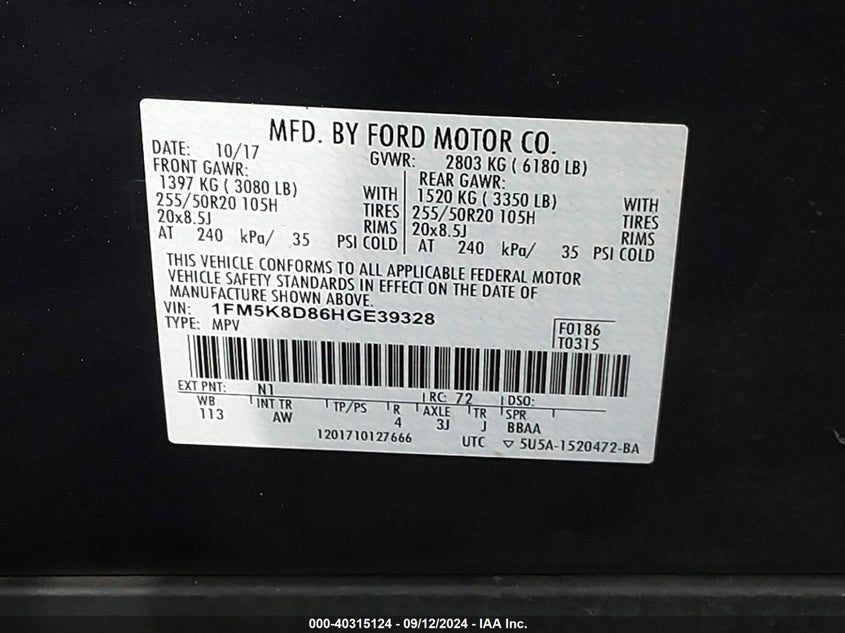 MFD. BY FORD MOTOR CO.
DATE: 10/17 GVWR: 2803 KG ( 6180 LB)
FRONT GAWR: REAR GAWR:
1397 KG ( 3080 LB) WITH 1520 KG ( 3350 LB) WITH
255/50R20 105H TIRES 255/50R20 105H TIRES
20x8.5J RIMS 20x8.5J RIMS
AT 240 kPa/ 35 PSI COLD AT 240 kPa/ 35 PSI COLD
THIS VEHICLE CONFORMS TO ALL APPLICABLE FEDERAL MOTOR
VEHICLE SAFETY STANDARDS IN EFFECT ON THE DATE OF
MANUFACTURE SHOWN ABOVE.
VIN: 1FM5K8D86HGE39328
TYPE: MPV
F0186
T0315
EXT PNT: N1 RC: 72 DSO:
WB INT TR TP/PS R AXLE TR SPR
113 AW 4 3J J BBAA
1201710127666 UTC ▽ 5U5A-1520472-BA
000-40315124 - 09/12/2024 - IAA Inc.